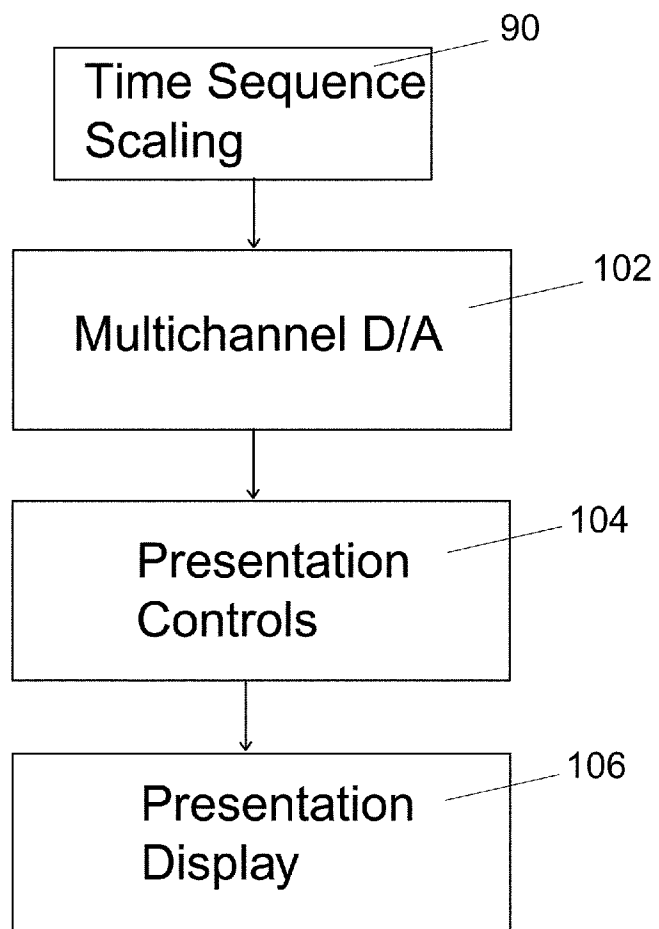 90
Time Sequence
Scaling
102
Multichannel D/A
104
Presentation
Controls
106
Presentation
Display